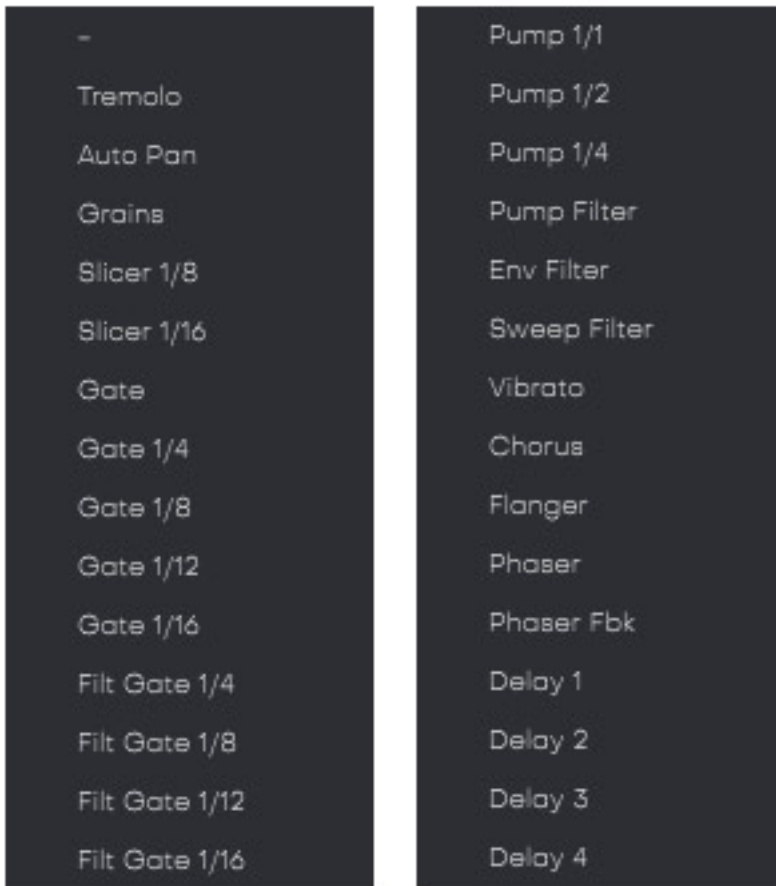 -
Tremolo
Auto Pan
Grains
Slicer 1/8
Slicer 1/16
Gate
Gate 1/4
Gate 1/8
Gate 1/12
Gate 1/16
Filt Gate 1/4
Filt Gate 1/8
Filt Gate 1/12
Filt Gate 1/16
Pump 1/1
Pump 1/2
Pump 1/4
Pump Filter
Env Filter
Sweep Filter
Vibrato
Chorus
Flanger
Phaser
Phaser Fbk
Delay 1
Delay 2
Delay 3
Delay 4